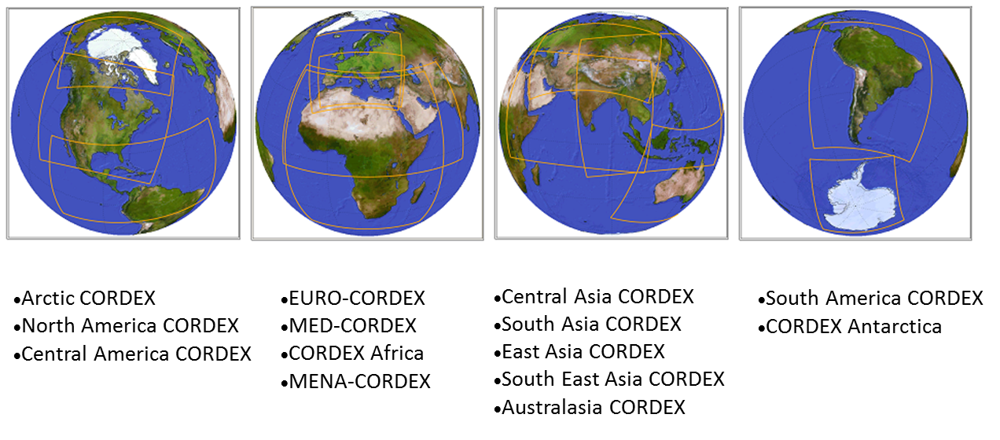 •Arctic CORDEX
•North America CORDEX
•Central America CORDEX
•EURO-CORDEX
•MED-CORDEX
•CORDEX Africa
•MENA-CORDEX
•Central Asia CORDEX
•South Asia CORDEX
•East Asia CORDEX
•South East Asia CORDEX
•Australasia CORDEX
•South America CORDEX
•CORDEX Antarctica